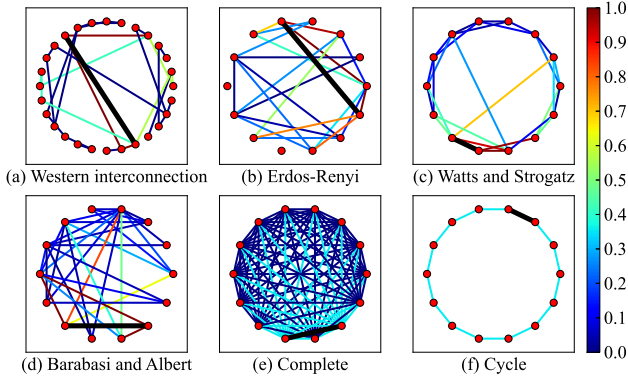 (a) Western interconnection
(b) Erdos-Renyi
(c) Watts and Strogatz
(d) Barabasi and Albert
(e) Complete
(f) Cycle
1.0
0.9
0.8
0.7
0.6
0.5
0.4
0.3
0.2
0.1
0.0